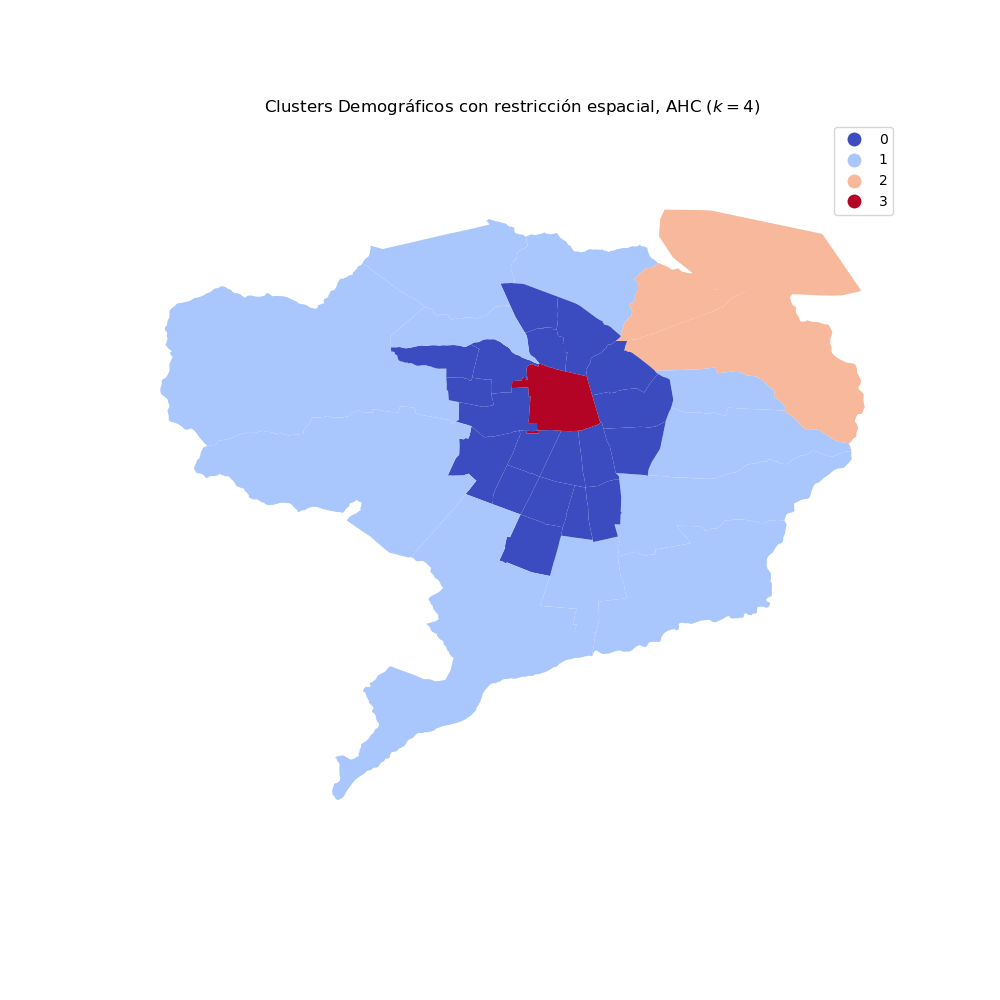 Clusters Demográficos con restricción espacial, AHC (k = 4)
0
1
2
3